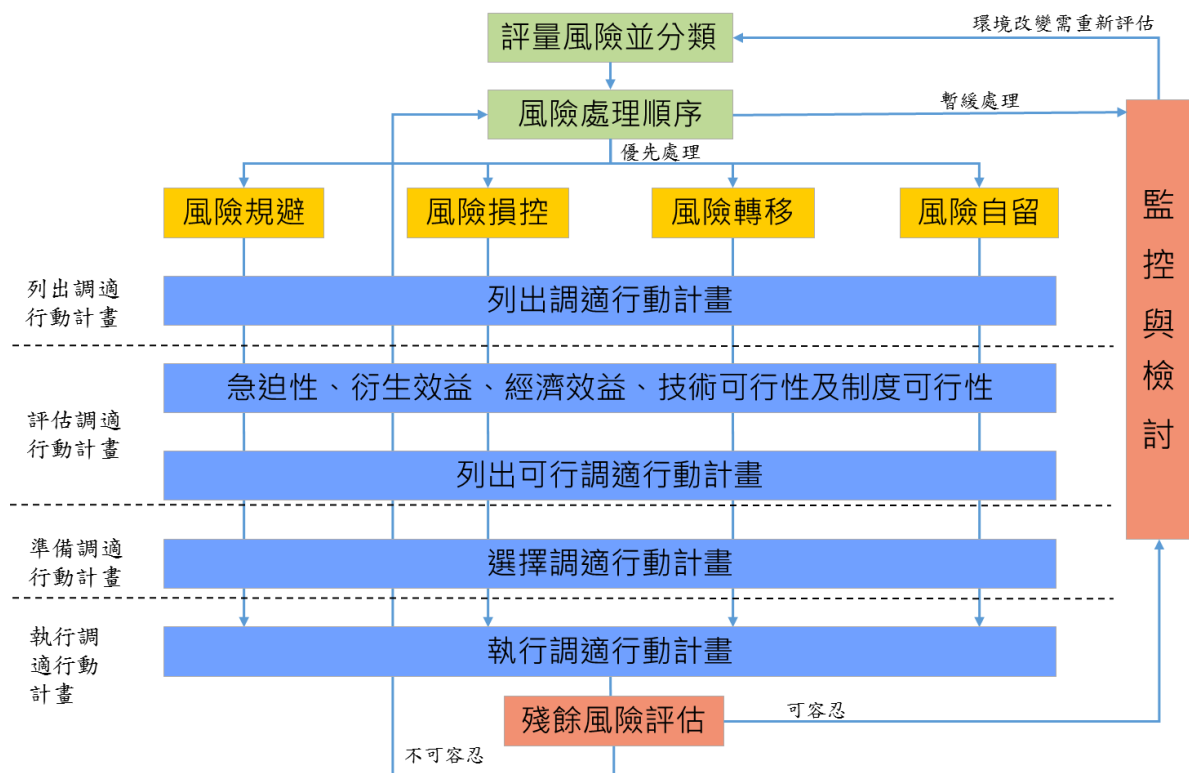 評量風險並分類
環境改變需重新評估
風險處理順序
暫緩處理
優先處理
風險規避
風險損控
風險轉移
風險自留
監控與檢討
列出調適
行動計畫
列出調適行動計畫
急迫性、衍生效益、經濟效益、技術可行性及制度可行性
評估調適
行動計畫
列出可行調適行動計畫
準備調適
行動計畫
選擇調適行動計畫
執行調
適行動
計畫
執行調適行動計畫
殘餘風險評估
可容忍
不可容忍